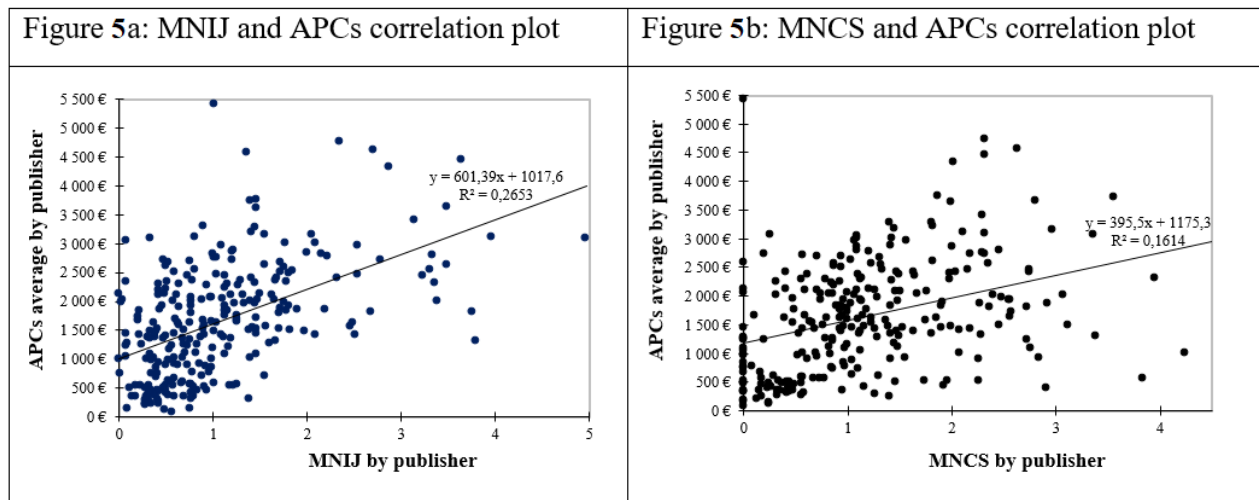 Figure 5a: MNIJ and APCs correlation plot
5 500 €
5 000 €
4 500 €
4 000 €
3 500 €
3 000 €
2 500 €
2 000 €
1 500 €
1 000 €
500 €
0 €
APCs average by publisher
y = 601,39x + 1017,6
R² = 0,2653
0 1 2 3 4 5
MNIJ by publisher
Figure 5b: MNCS and APCs correlation plot
5 500 €
5 000 €
4 500 €
4 000 €
3 500 €
3 000 €
2 500 €
2 000 €
1 500 €
1 000 €
500 €
0 €
APCs average by publisher
y = 395,5x + 1175,3
R² = 0,1614
0 1 2 3 4
MNCS by publisher